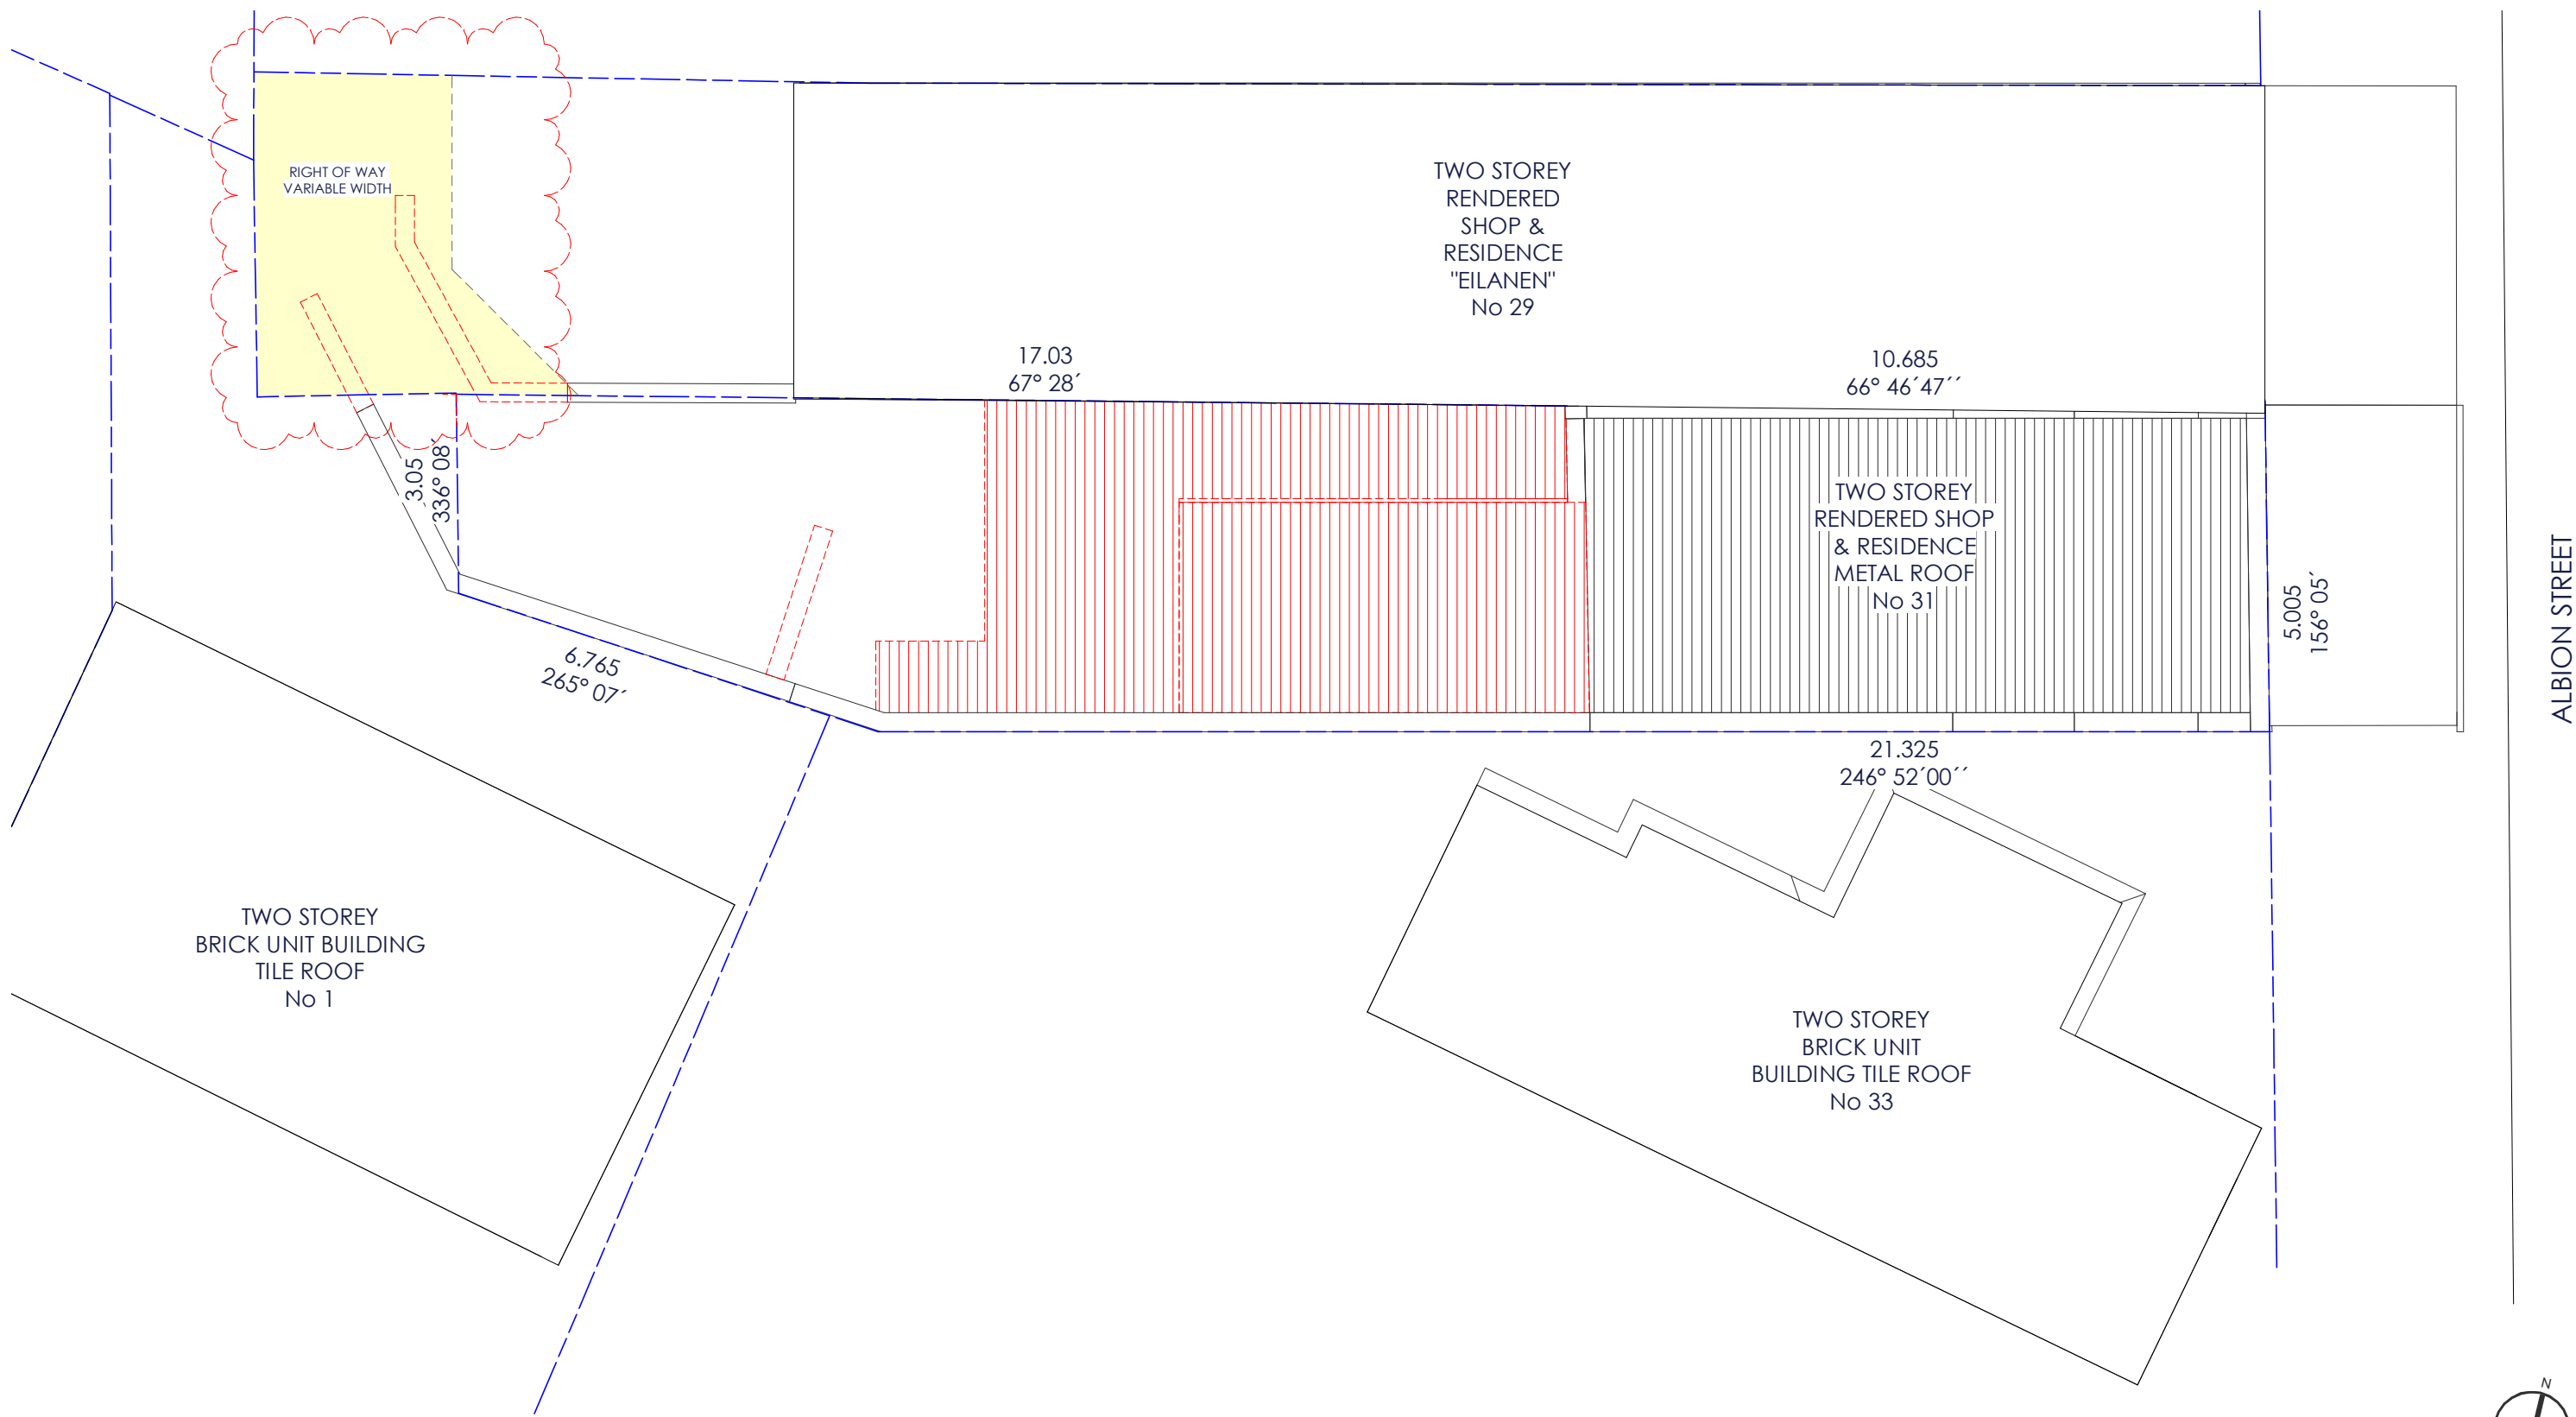 RIGHT OF WAY
VARIABLE WIDTH
TWO STOREY
RENDERED
SHOP &
RESIDENCE
"EILANEN"
No 29
17.03
67° 28´
10.685
66° 46´47´´
3.05
336° 08´
TWO STOREY
RENDERED SHOP
& RESIDENCE
METAL ROOF
No 31
5.005
156° 05´
ALBION STREET
6.765
265° 07´
21.325
246° 52´00´´
TWO STOREY
BRICK UNIT BUILDING
TILE ROOF
No 1
TWO STOREY
BRICK UNIT
BUILDING TILE ROOF
No 33
N